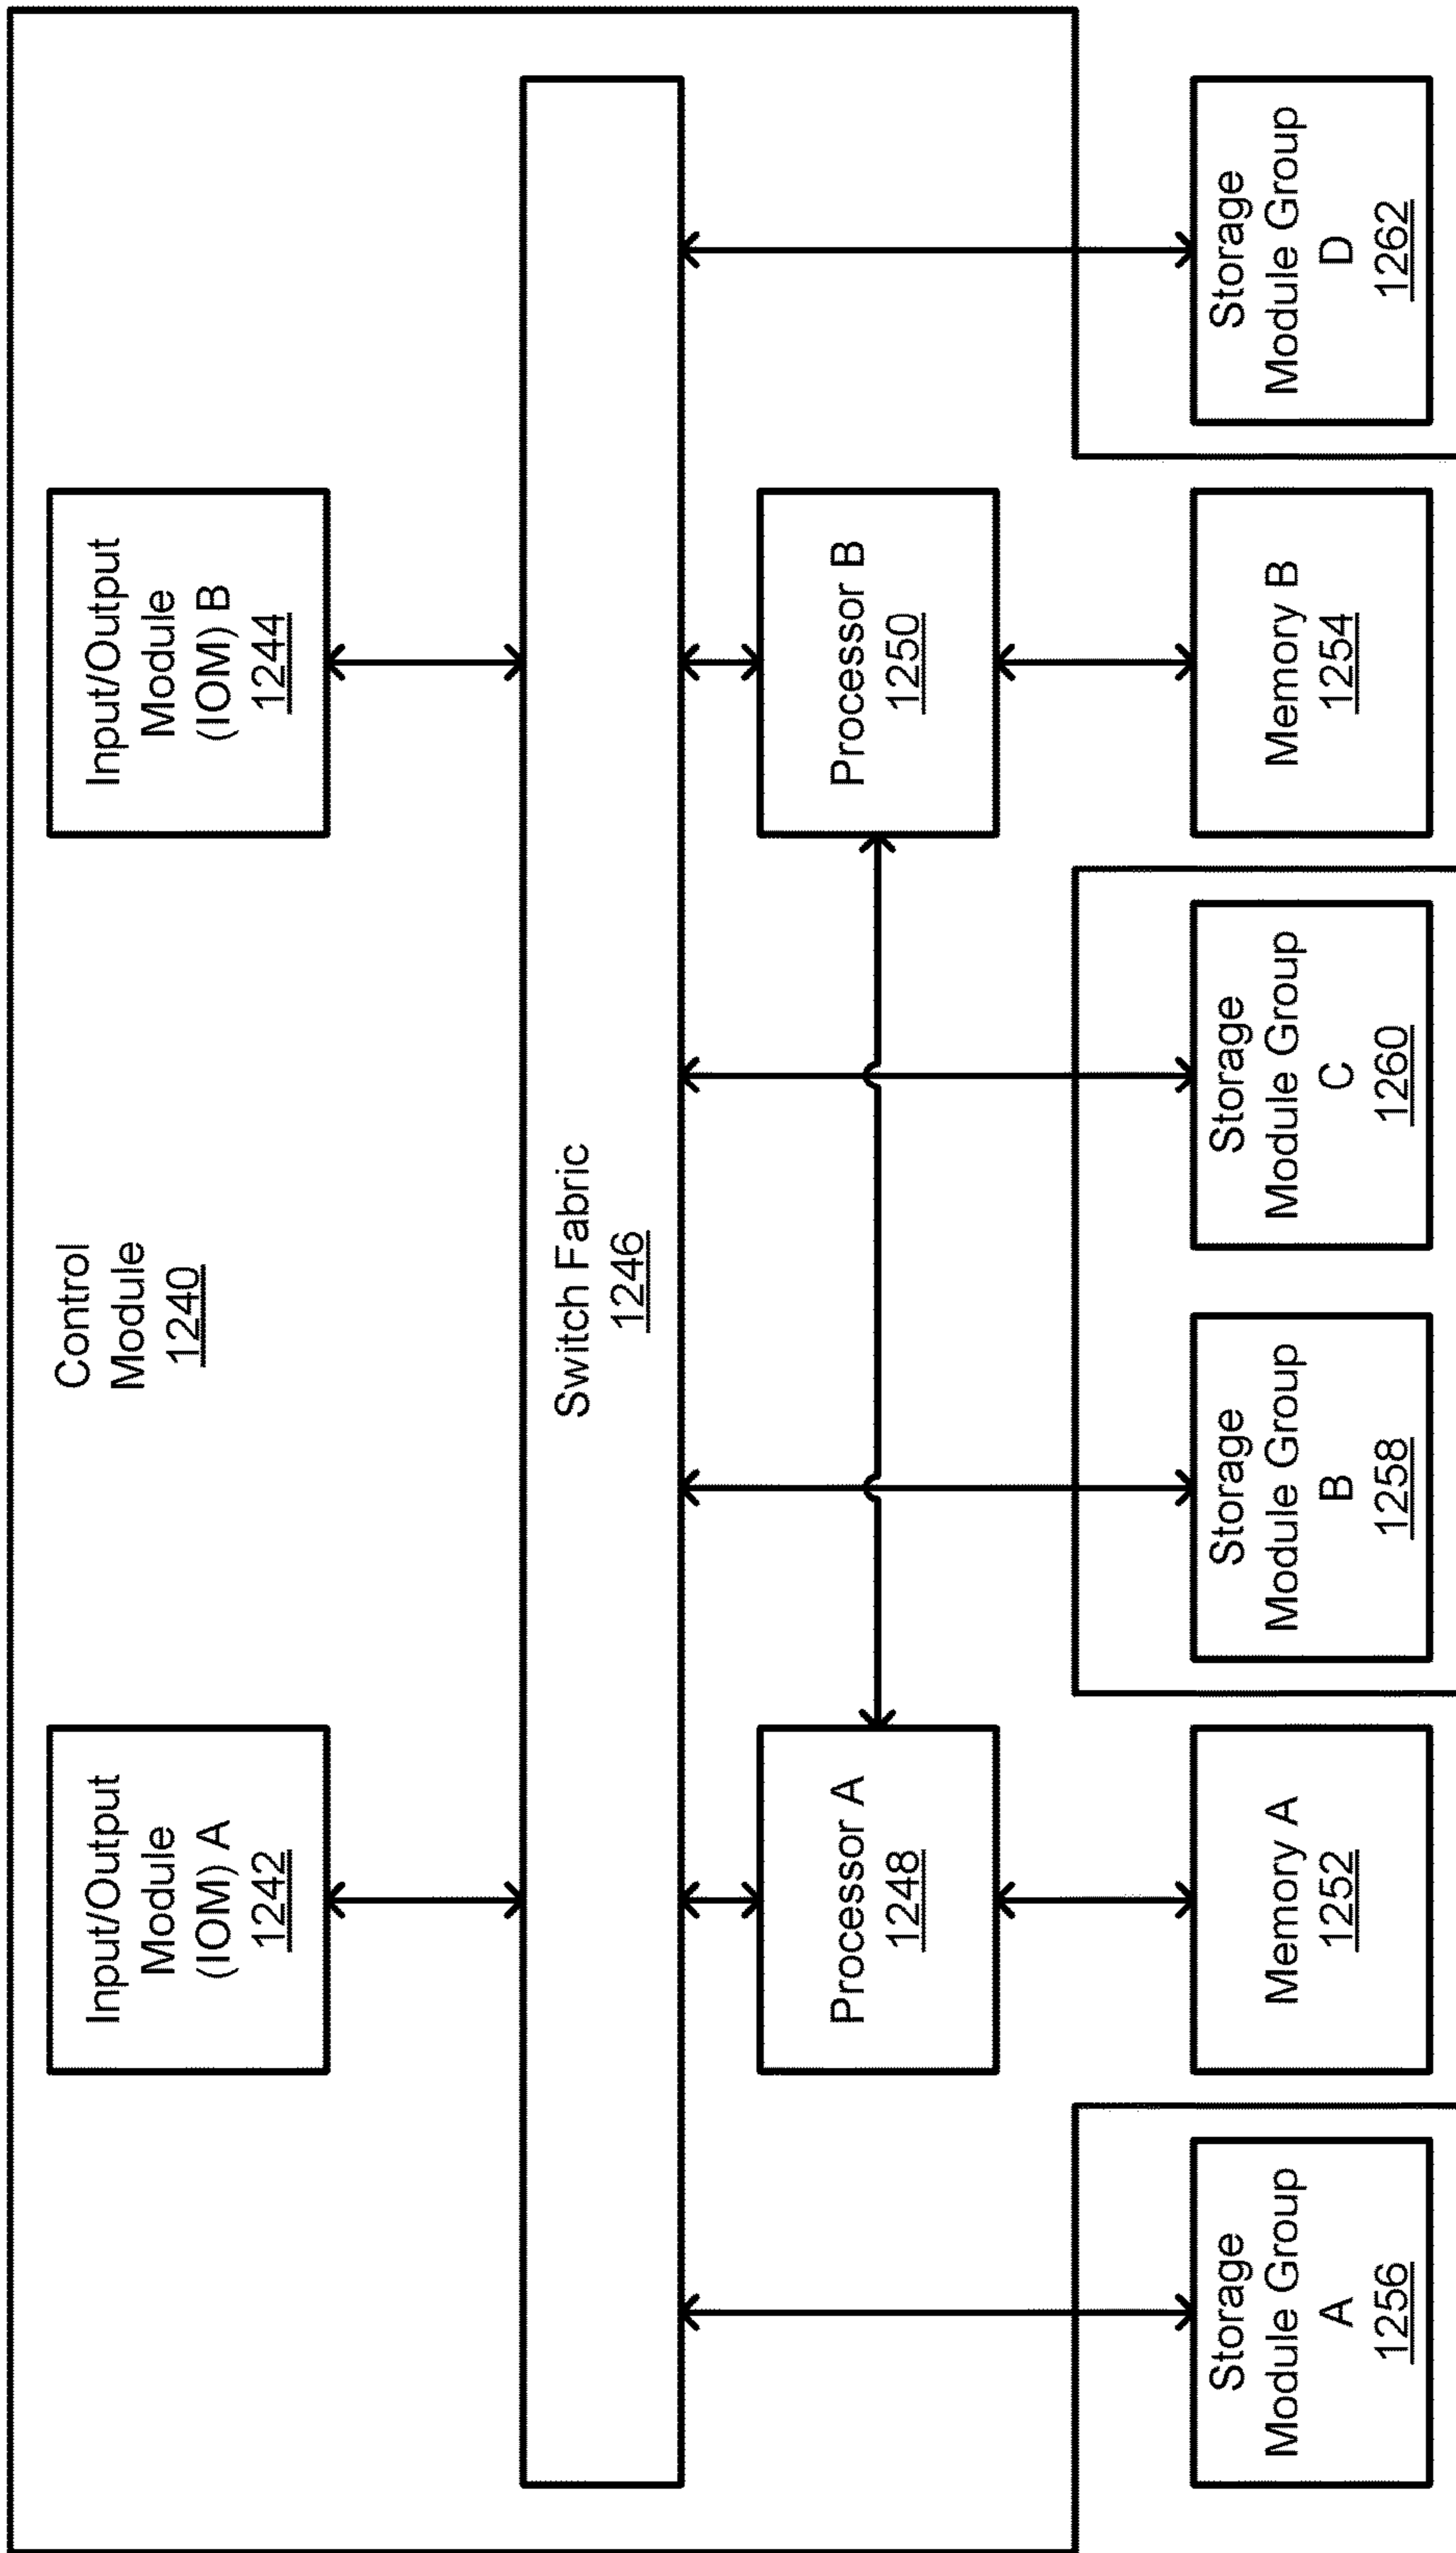 Control
Module
1240
Input/Output
Module
(IOM) A
1242
Input/Output
Module
(IOM) B
1244
Switch Fabric
1246
Processor A
1248
Processor B
1250
Storage
Module Group
A
1256
Memory A
1252
Storage
Module Group
B
1258
Storage
Module Group
C
1260
Memory B
1254
Storage
Module Group
D
1262